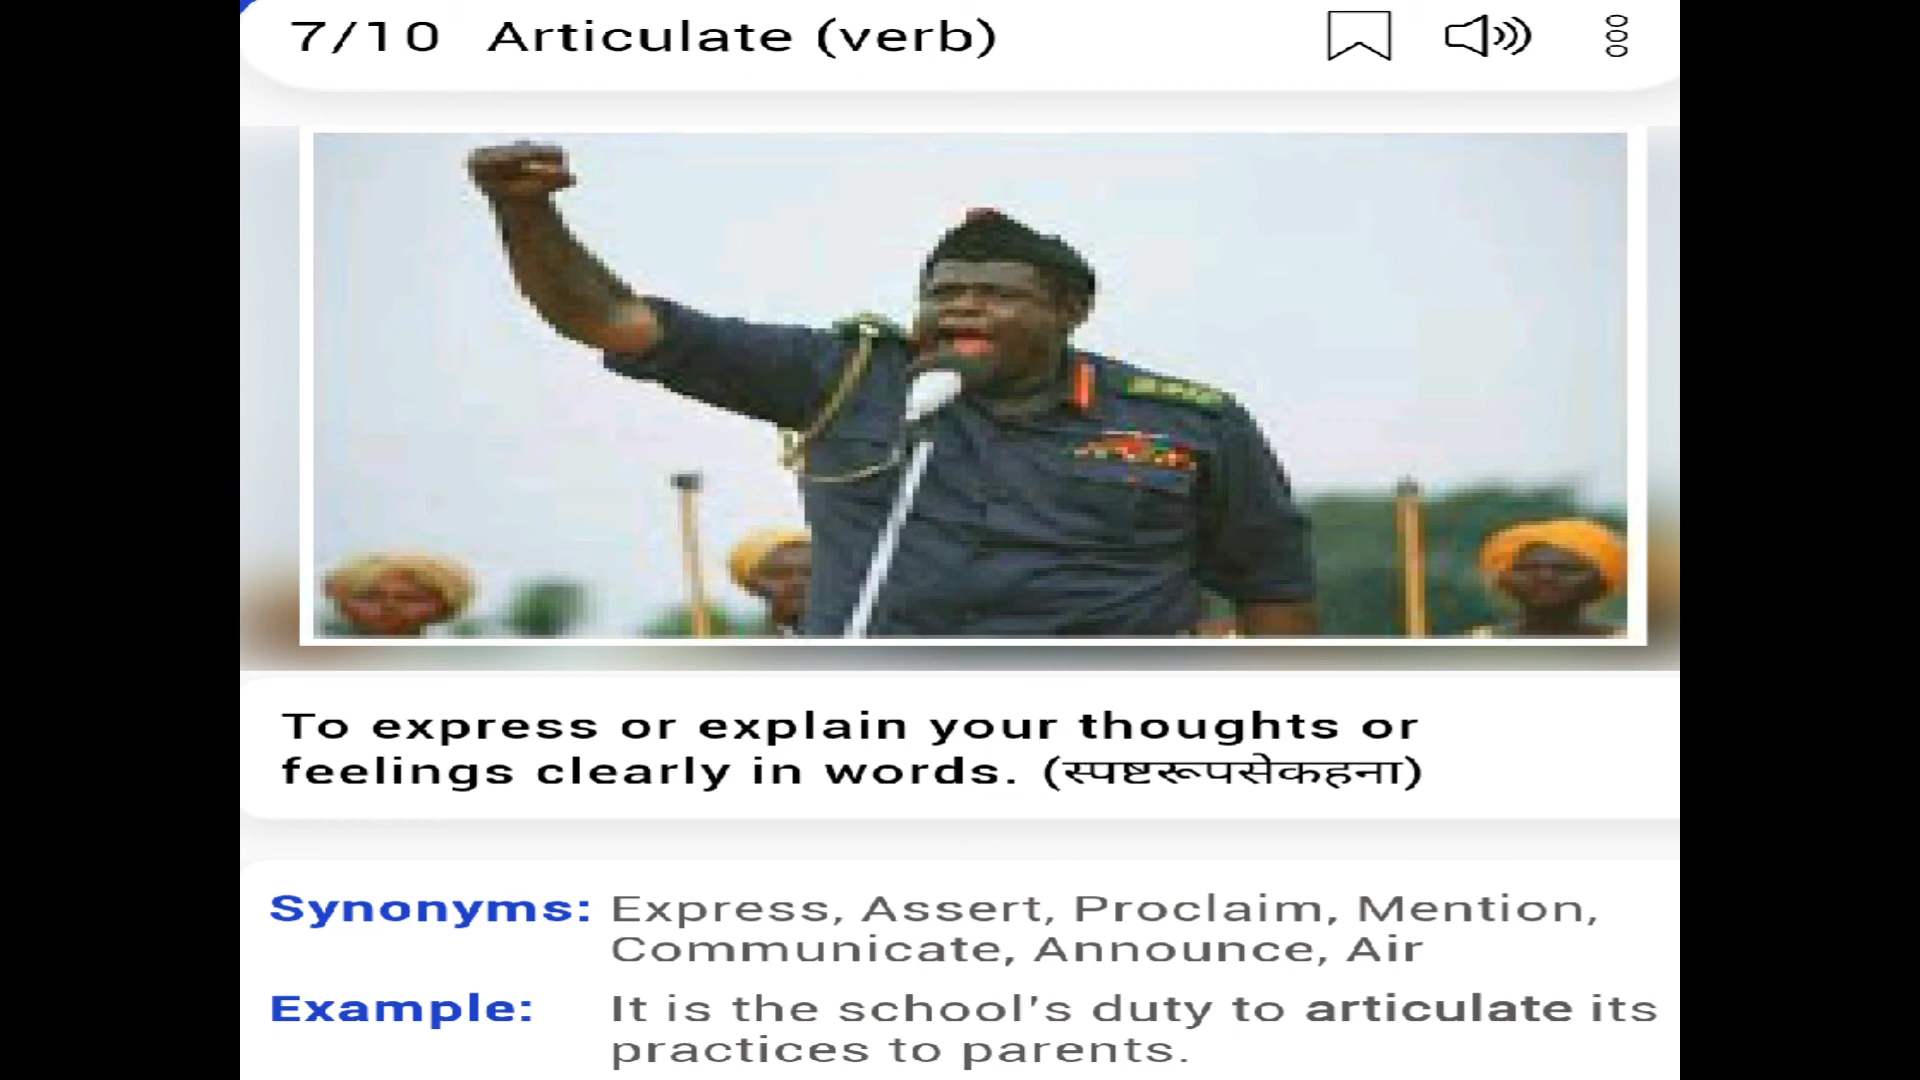 7/10 Articulate (verb)
To express or explain your thoughts or
feelings clearly in words. (स्पष्टरूपसेकहना)
Synonyms: Express, Assert, Proclaim, Mention,
Communicate, Announce, Air
Example: It is the school's duty to articulate its
practices to parents.